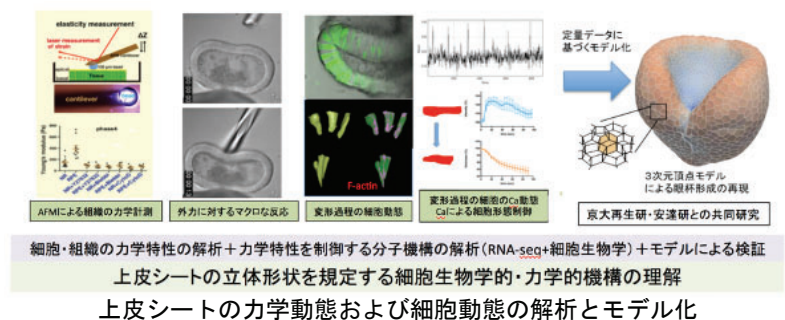 elasticity measurement
laser measurement
of strain
ΔZ
Tissue
cantilever
phase4
Young's modulus (Pa)
F-actin
定量データに
基づくモデル化
3次元頂点モデル
による眼杯形成の再現
AFMによる組織の力学計測
外力に対するマクロな反応
変形過程の細胞動態
変形過程の細胞のCa動態
Caによる細胞形態制御
京大再生研・安達研との共同研究
細胞・組織の力学特性の解析＋力学特性を制御する分子機構の解析(RNA-seq+細胞生物学)＋モデルによる検証
上皮シートの立体形状を規定する細胞生物学的・力学的機構の理解
上皮シートの力学動態および細胞動態の解析とモデル化